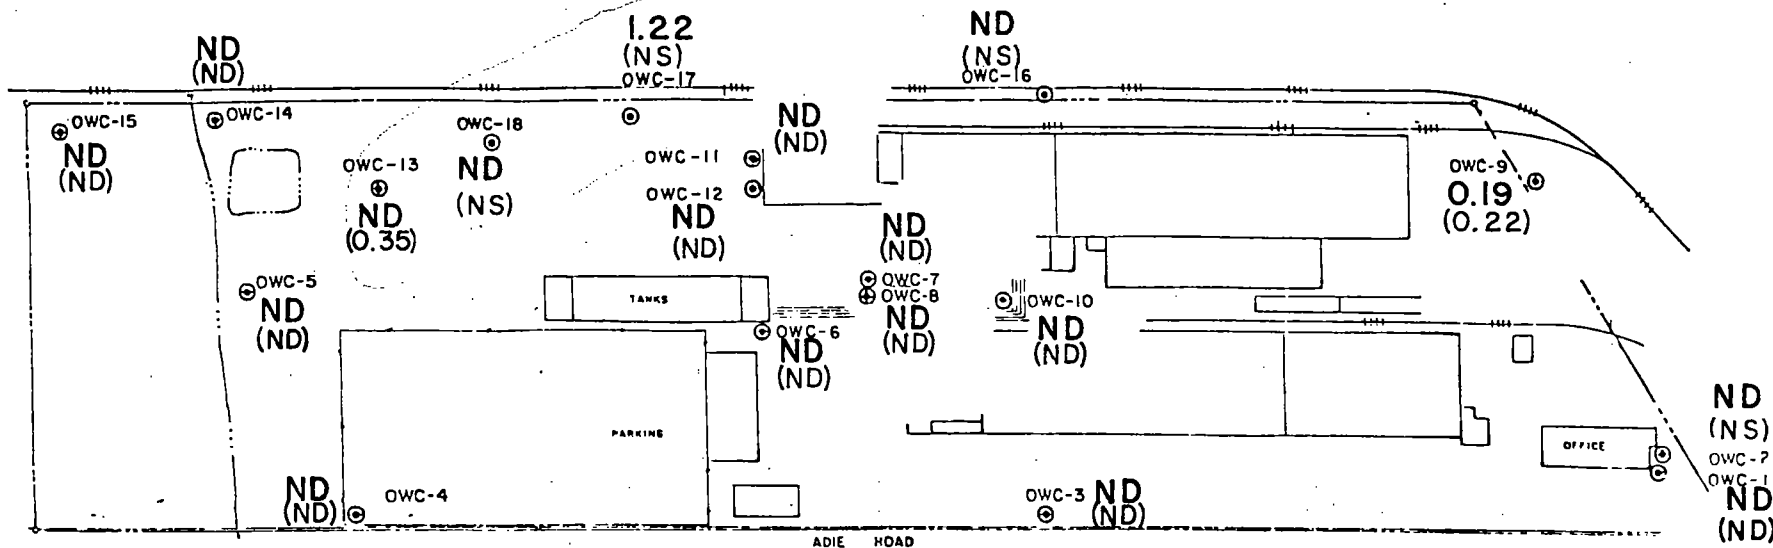 1.22
(NS)
OWC-17
ND
(NS)
OWC-16
ND
(ND)
OWC-14
OWC-15
ND
(ND)
OWC-18
ND
(NS)
OWC-13
ND
(0.35)
ND
(ND)
OWC-11
OWC-12
ND
(ND)
OWC-9
0.19
(0.22)
ND
(ND)
OWC-7
OWC-8
ND
(ND)
OWC-5
ND
(ND)
TANKS
OWC-6
ND
(ND)
OWC-10
ND
(ND)
PARKING
OFFICE
ND
(NS)
OWC-?
OWC-1
ND
(ND)
ND
(ND)
OWC-4
OWC-3 ND
(ND)
ADIE ROAD